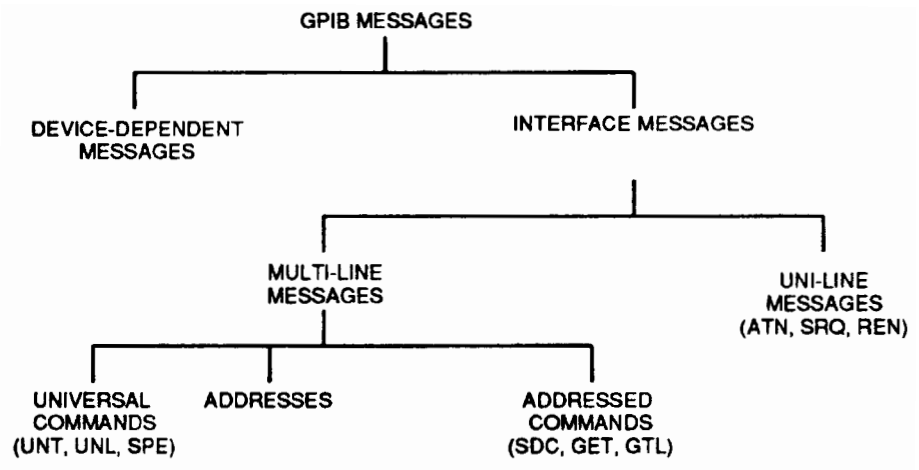 GPIB MESSAGES
DEVICE-DEPENDENT
MESSAGES
INTERFACE MESSAGES
MULTI-LINE
MESSAGES
UNI-LINE
MESSAGES
(ATN, SRQ, REN)
UNIVERSAL
COMMANDS
(UNT, UNL, SPE)
ADDRESSES
ADDRESSED
COMMANDS
(SDC, GET, GTL)